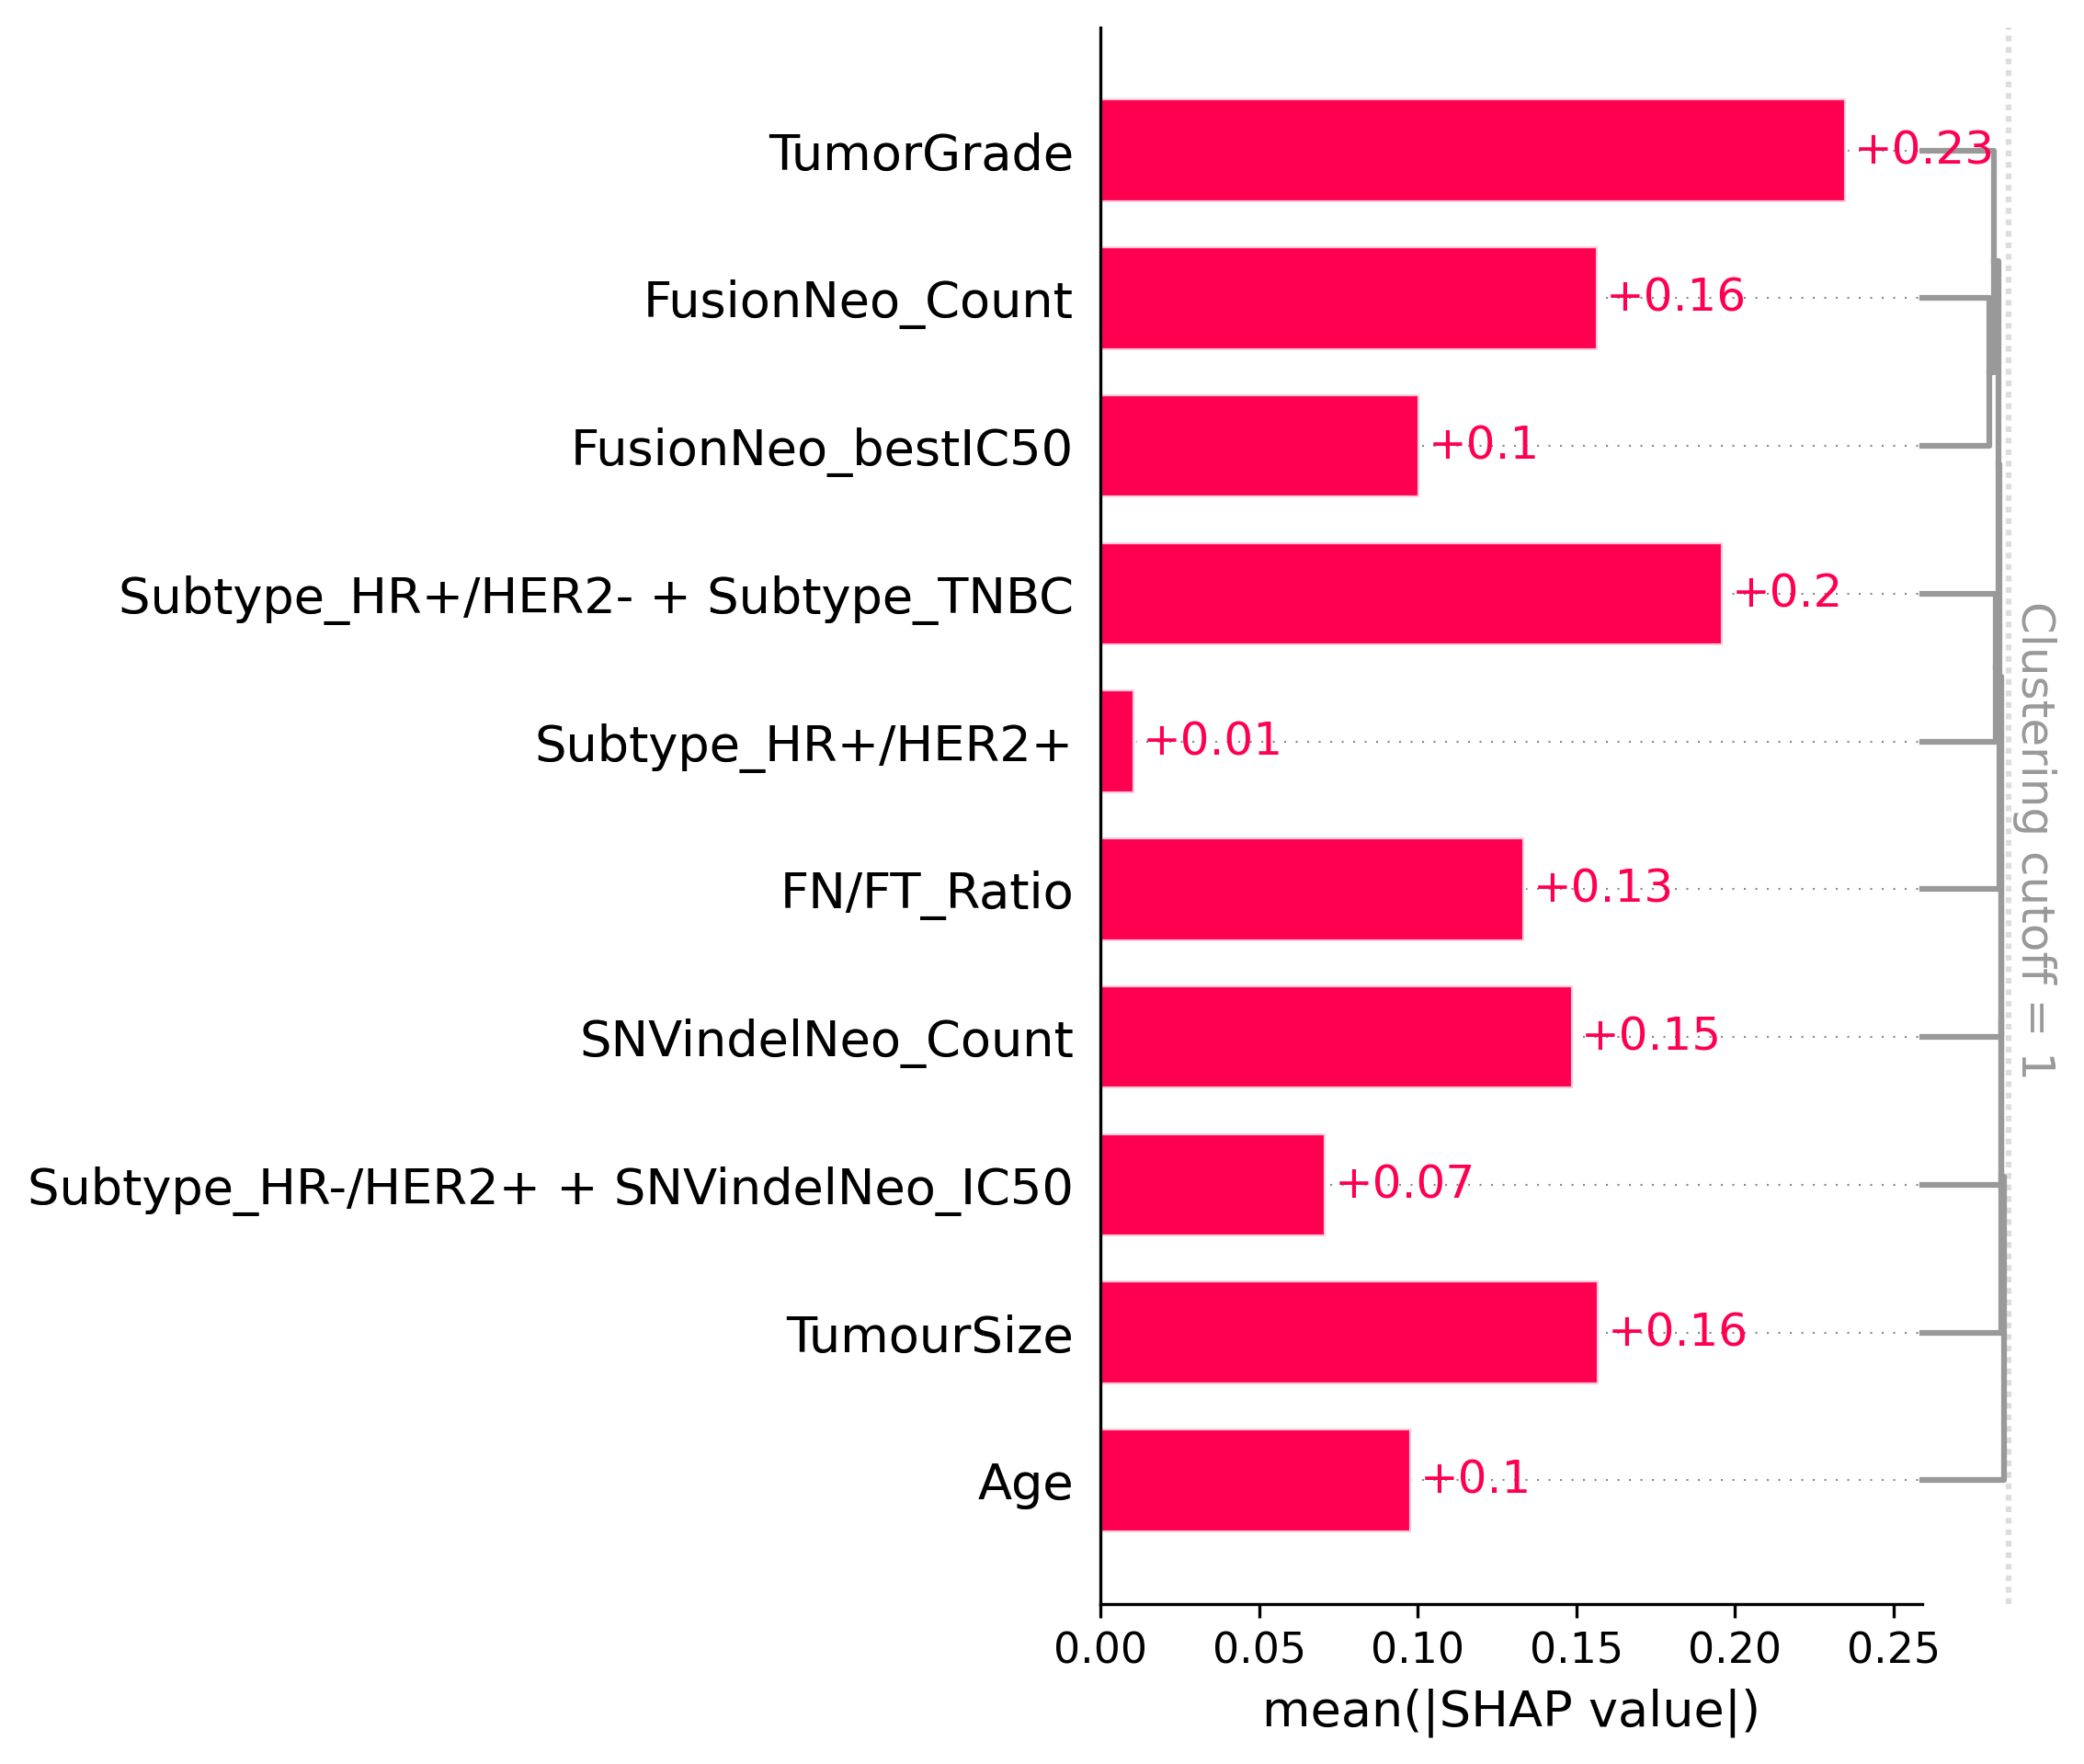 TumorGrade +0.23
FusionNeo_Count +0.16
FusionNeo_bestIC50 +0.1
Subtype_HR+/HER2- + Subtype_TNBC +0.2
Subtype_HR+/HER2+ +0.01
FN/FT_Ratio +0.13
SNVindelNeo_Count +0.15
Subtype_HR-/HER2+ + SNVindelNeo_IC50 +0.07
TumourSize +0.16
Age +0.1
Clustering cutoff = 1
0.00 0.05 0.10 0.15 0.20 0.25
mean(|SHAP value|)